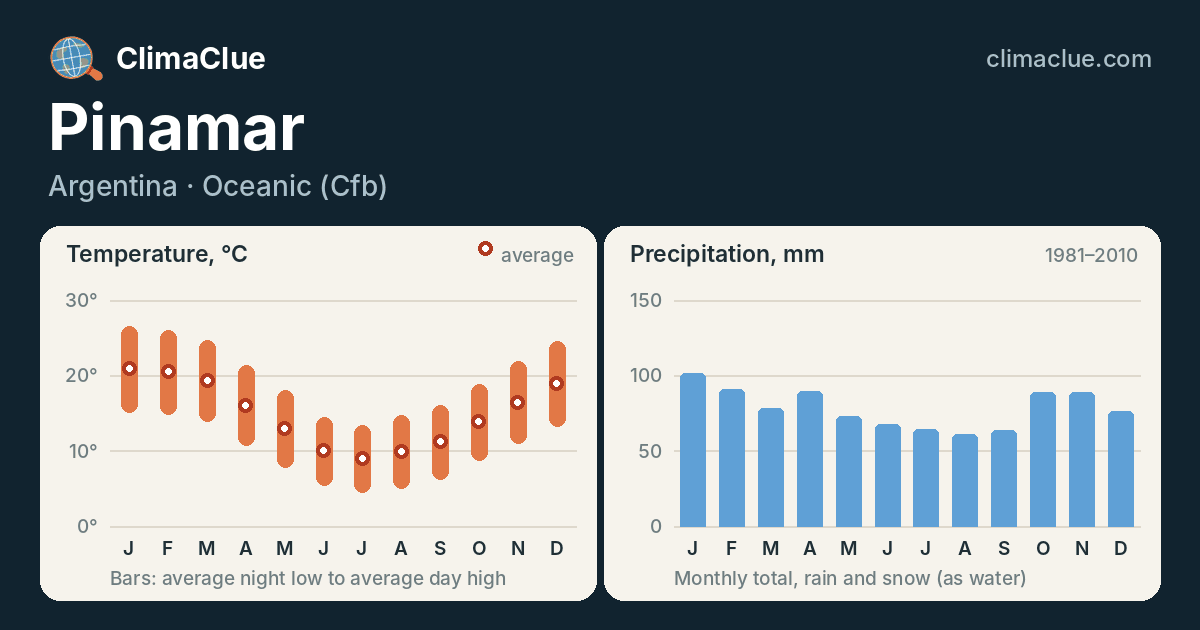 ClimaClue
climaclue.com
Pinamar
Argentina · Oceanic (Cfb)
Temperature, °C
average
30°
20°
10°
0°
J F M A M J J A S O N D
Bars: average night low to average day high
Precipitation, mm
1981–2010
150
100
50
0
J F M A M J J A S O N D
Monthly total, rain and snow (as water)